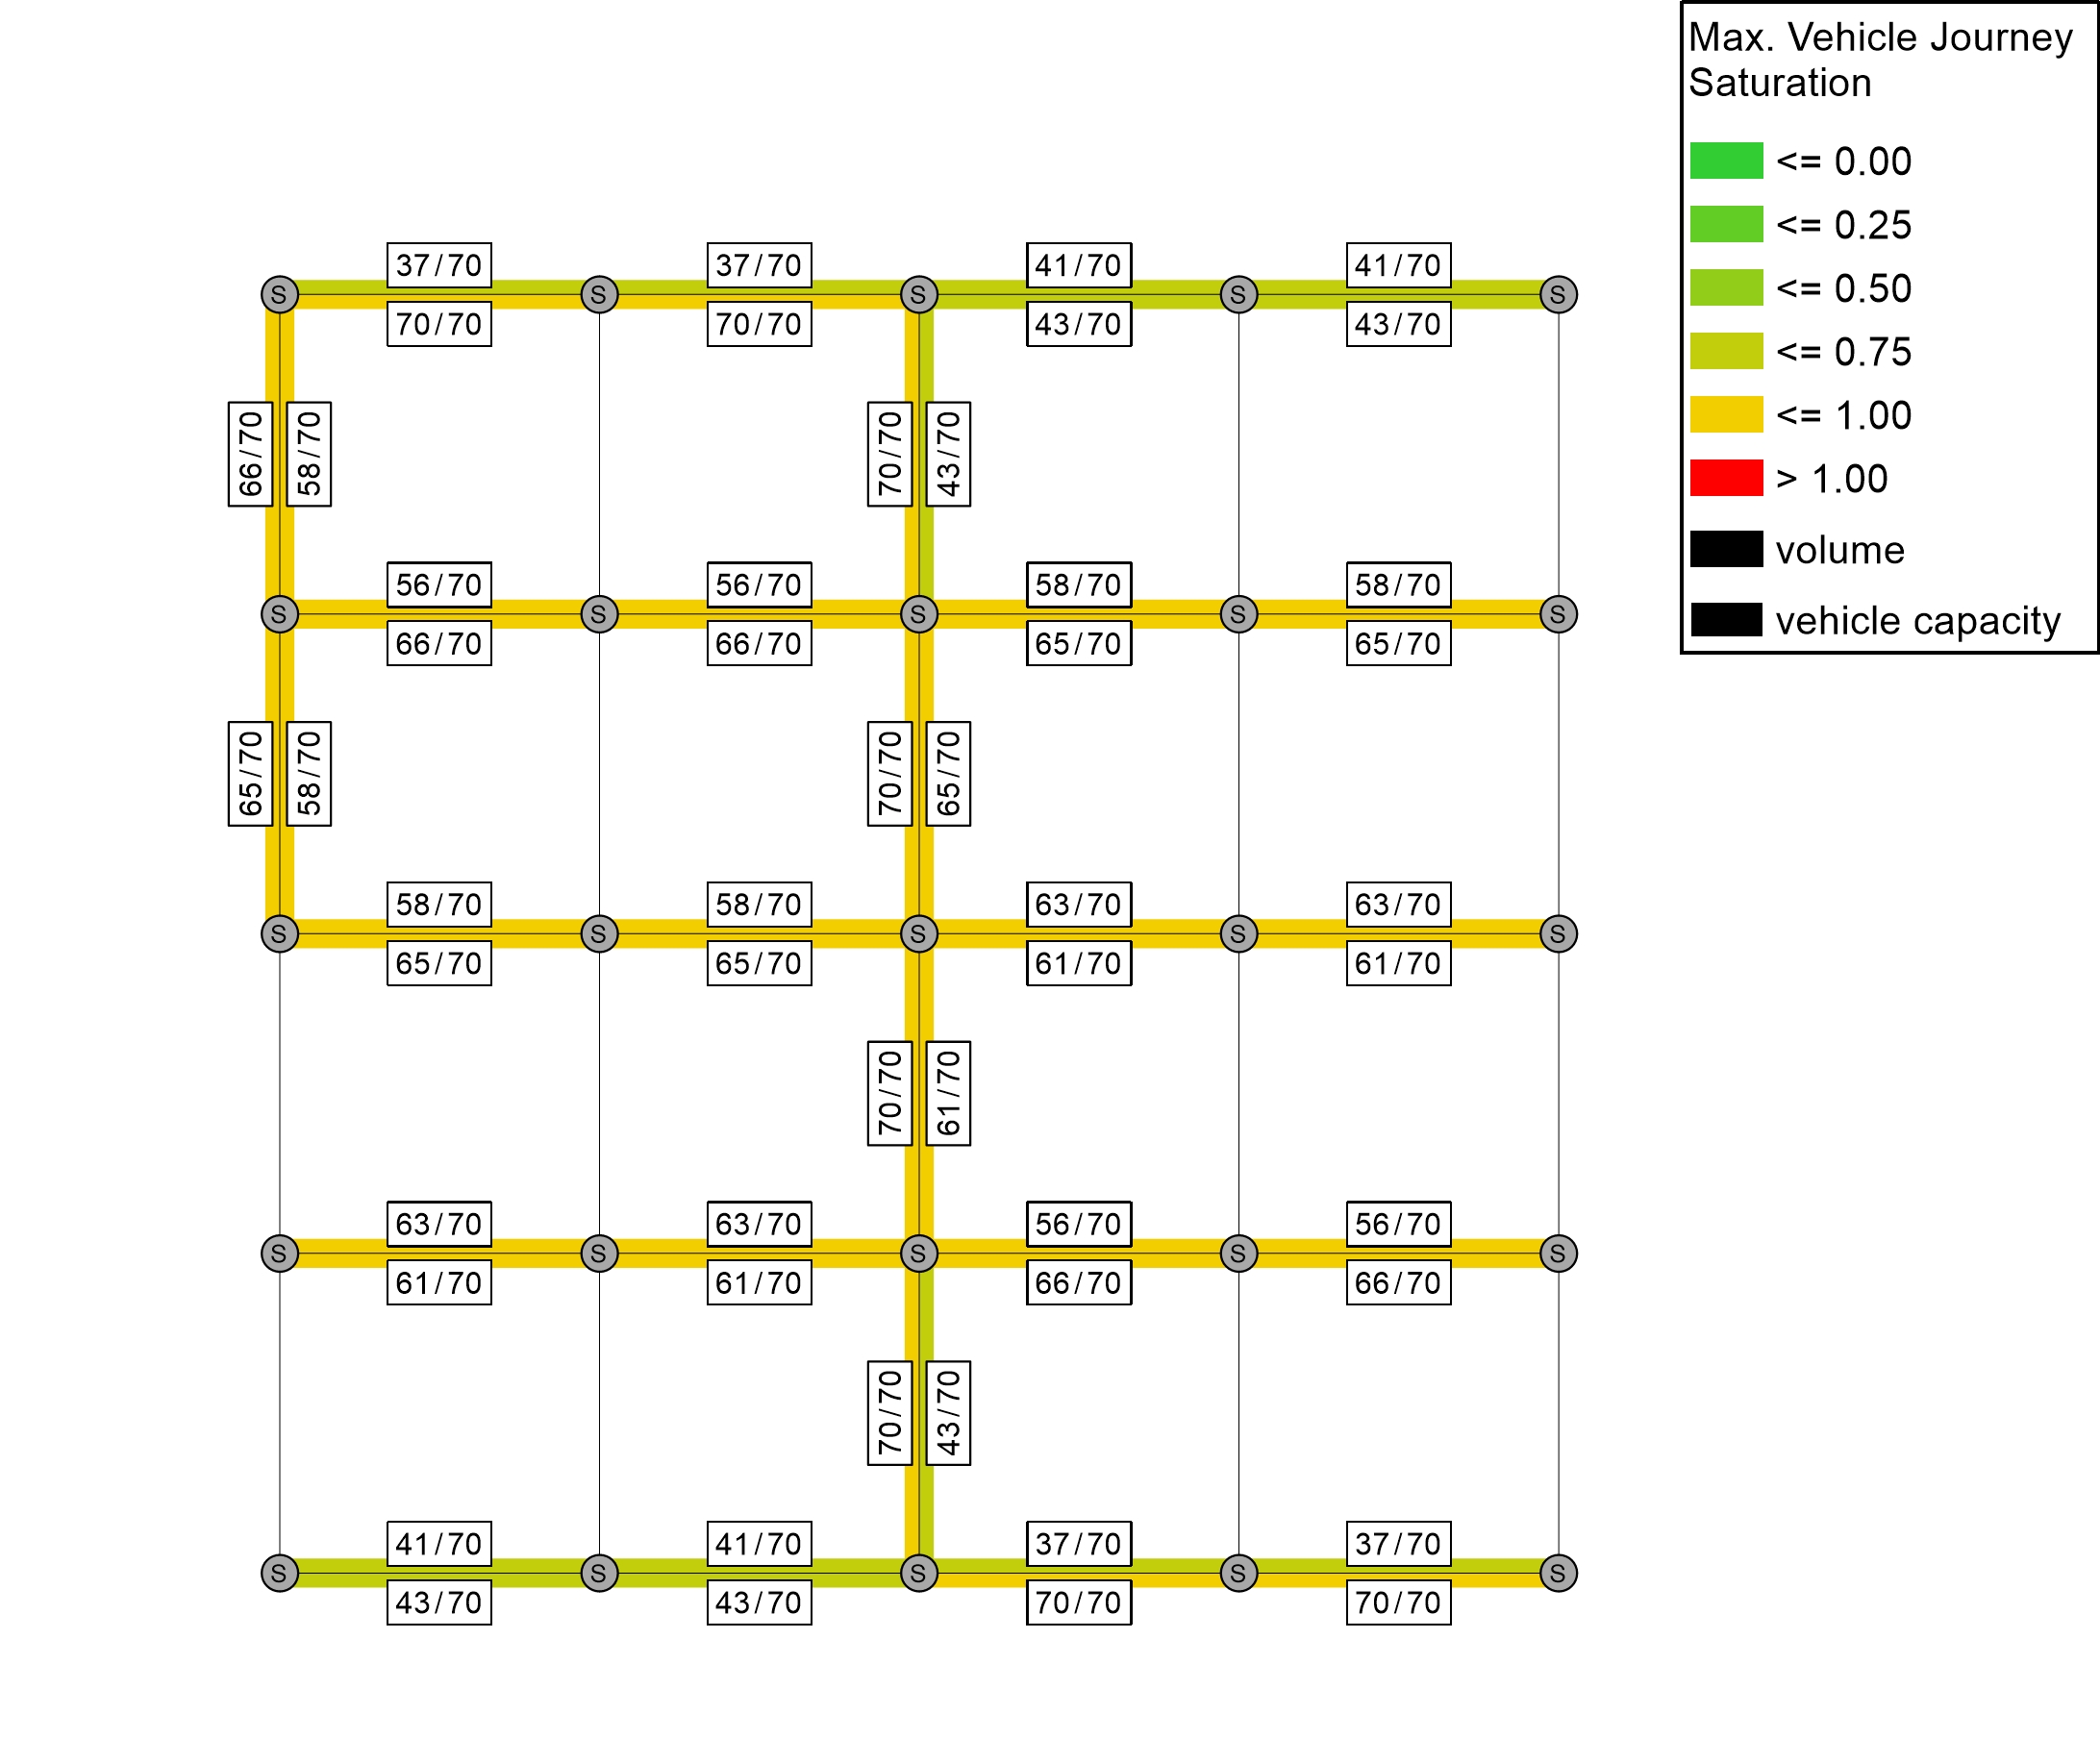 Max. Vehicle Journey
Saturation
<= 0.00
<= 0.25
<= 0.50
<= 0.75
<= 1.00
> 1.00
volume
vehicle capacity
37/70 37/70 41/70 41/70
S S S S S
70/70 70/70 43/70 43/70
66/70 58/70 70/70 43/70
56/70 56/70 58/70 58/70
S S S S S
66/70 66/70 65/70 65/70
65/70 58/70 70/70 65/70
58/70 58/70 63/70 63/70
S S S S S
65/70 65/70 61/70 61/70
70/70 61/70
63/70 63/70 56/70 56/70
S S S S S
61/70 61/70 66/70 66/70
70/70 43/70
41/70 41/70 37/70 37/70
S S S S S
43/70 43/70 70/70 70/70